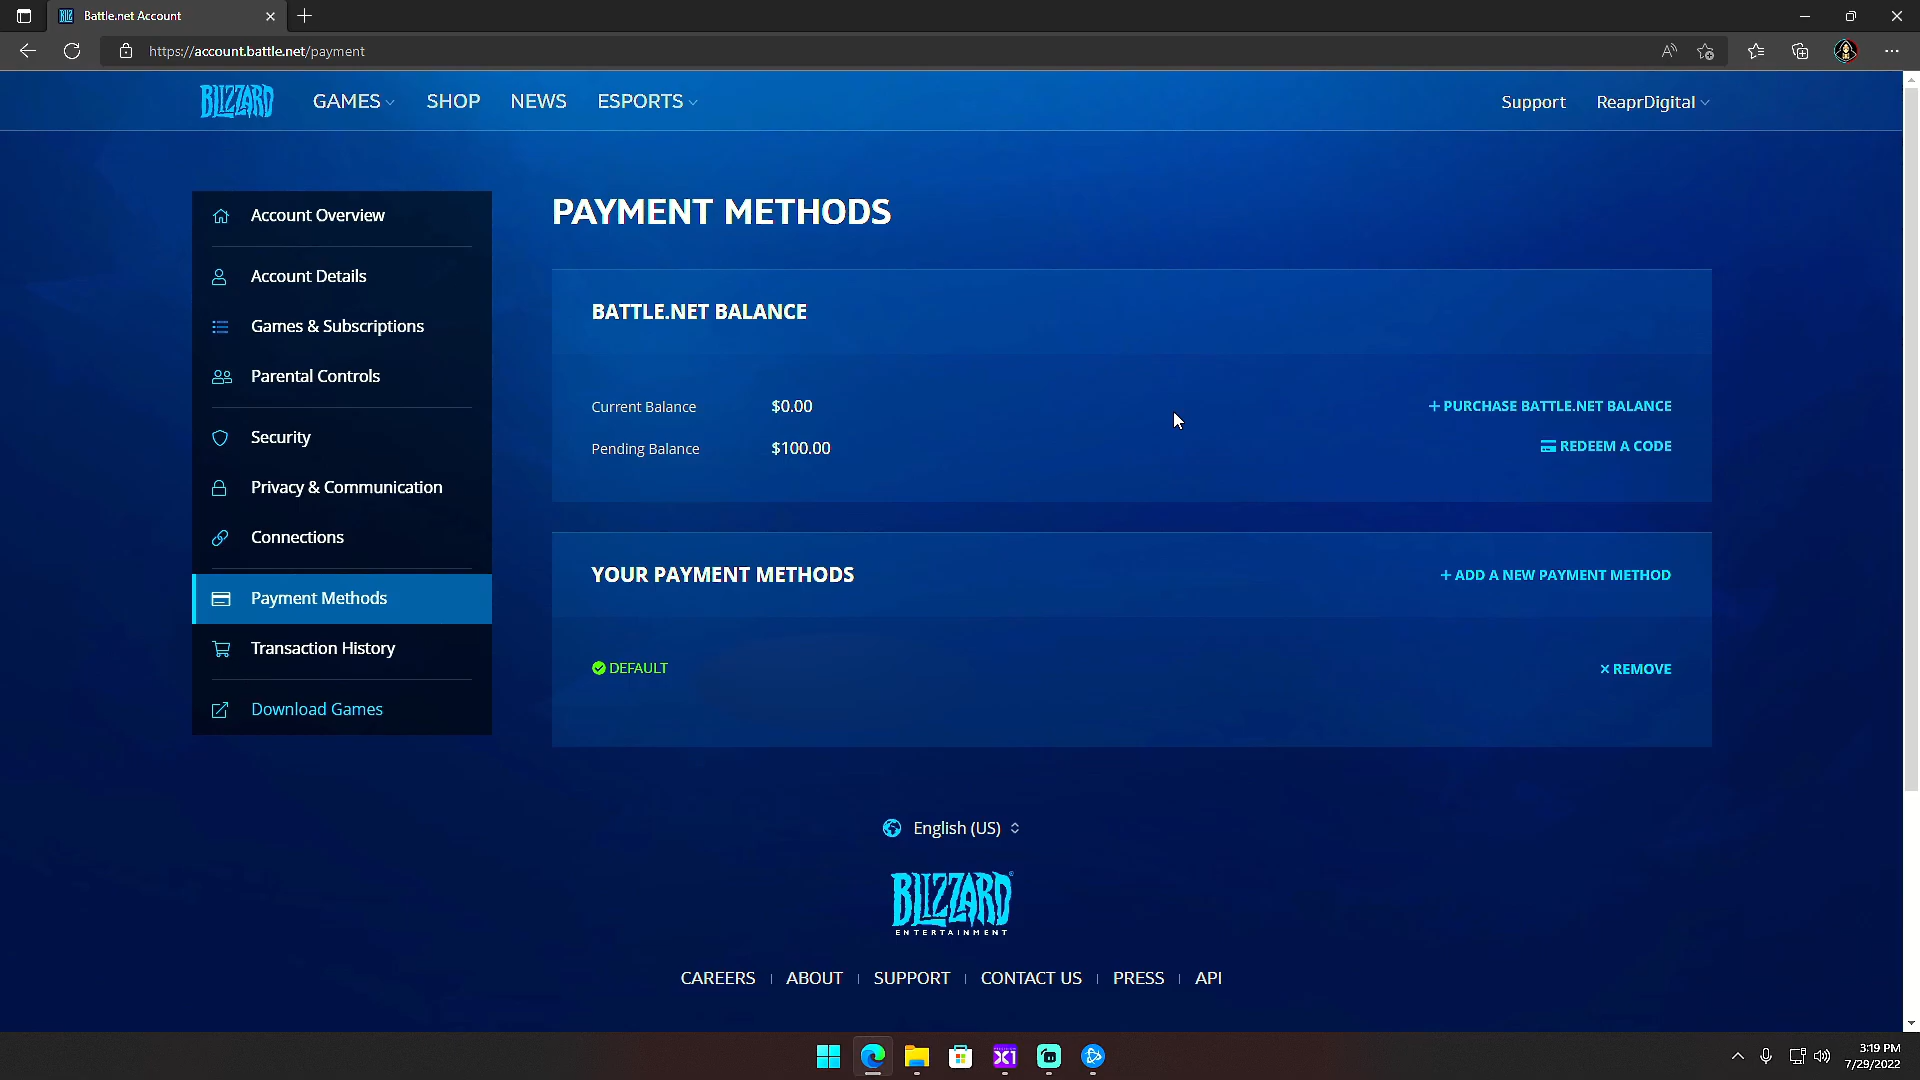 Battle.net Account
https://account.battle.net/payment
BLIZZARD
GAMES
SHOP
NEWS
ESPORTS
Support
ReaprDigital
Account Overview
Account Details
Games & Subscriptions
Parental Controls
Security
Privacy & Communication
Connections
Payment Methods
Transaction History
Download Games
PAYMENT METHODS
BATTLE.NET BALANCE
Current Balance $0.00
+ PURCHASE BATTLE.NET BALANCE
Pending Balance $100.00
REDEEM A CODE
YOUR PAYMENT METHODS
+ ADD A NEW PAYMENT METHOD
DEFAULT
× REMOVE
English (US)
BLIZZARD®
ENTERTAINMENT
CAREERS | ABOUT | SUPPORT | CONTACT US | PRESS | API
X1
3:19 PM
7/29/2022